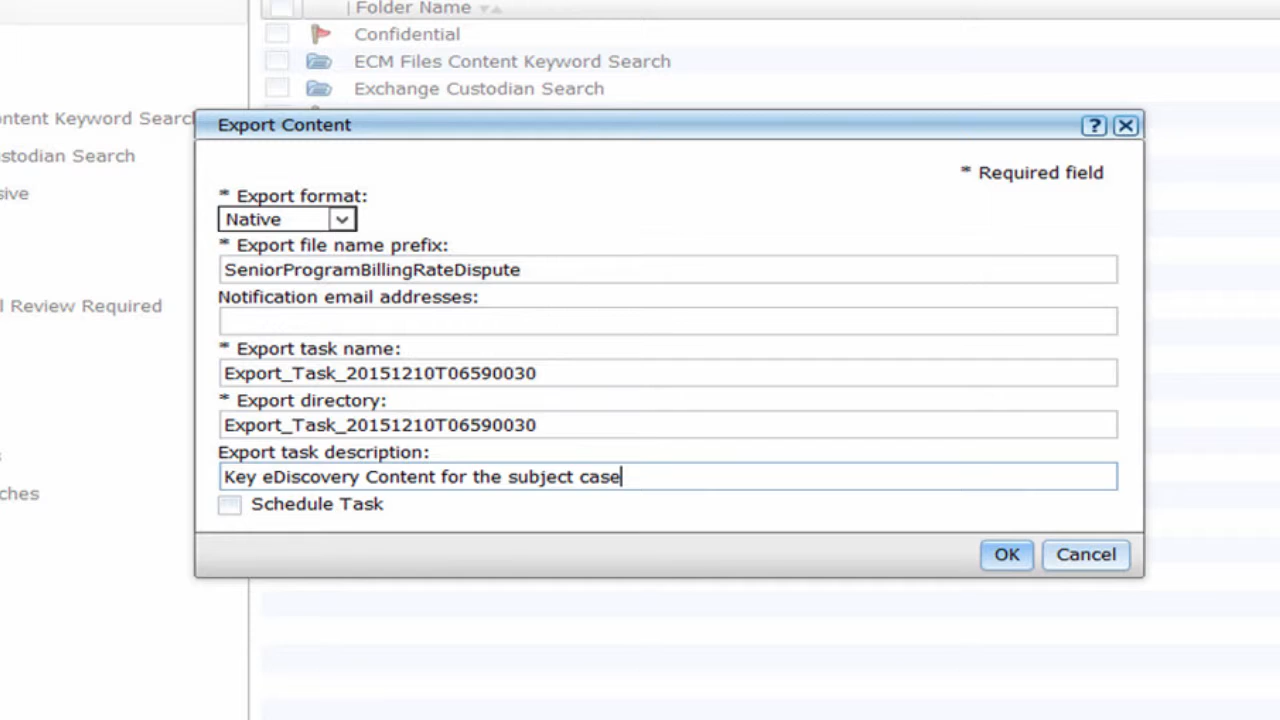 Folder Name
Confidential
ECM Files Content Keyword Search
Exchange Custodian Search
ntent Keyword Searc
stodian Search
sive
l Review Required
ches
Export Content
?
* Required field
* Export format:
Native
* Export file name prefix:
SeniorProgramBillingRateDispute
Notification email addresses:
* Export task name:
Export_Task_20151210T06590030
* Export directory:
Export_Task_20151210T06590030
Export task description:
Key eDiscovery Content for the subject case
Schedule Task
OK Cancel